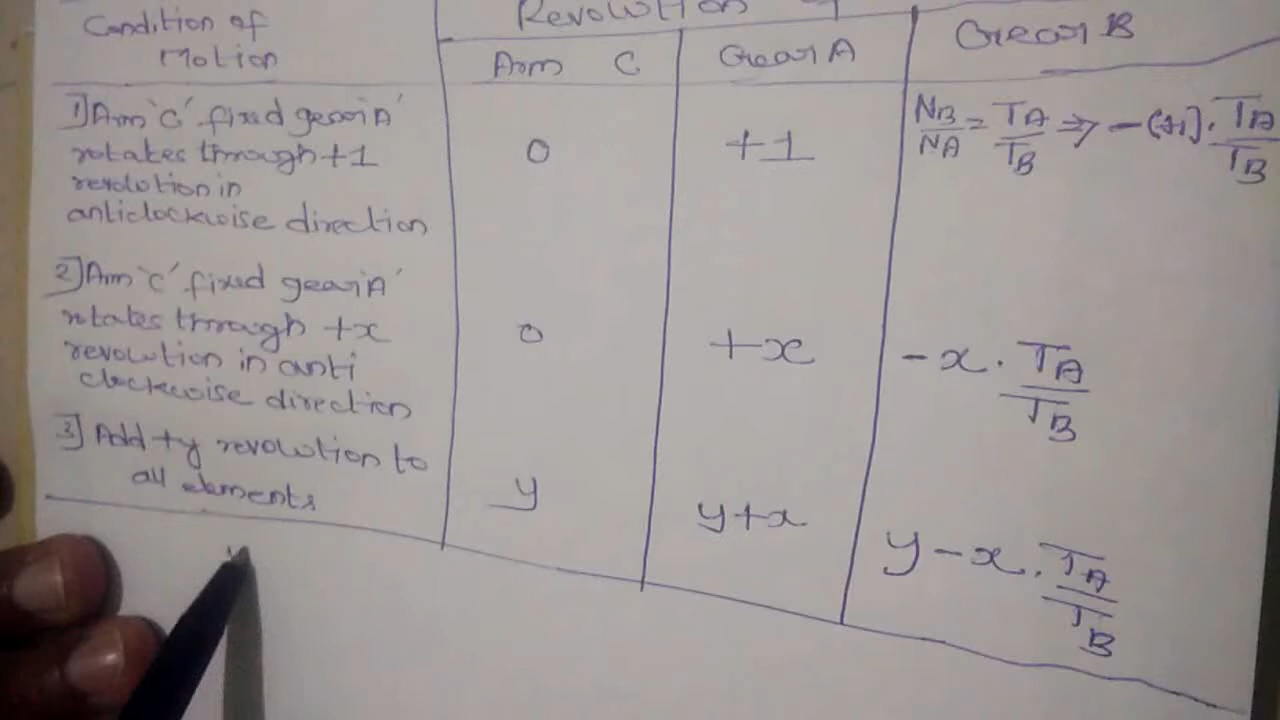 Condition of
Motion
Revolution
Arm C
Gear A
Gear B
1) Arm 'C' fixed gear 'A'
rotates through +1
revolution in
anticlockwise direction
0
+1
NB/NA = TA/TB ⇒ -(+1). TA/TB
2) Arm 'C' fixed gear 'A'
rotates through +x
revolution in anti
clockwise direction
0
+x
-x. TA/TB
3) Add +y revolution to
all elements
y
y+x
y-x. TA/TB